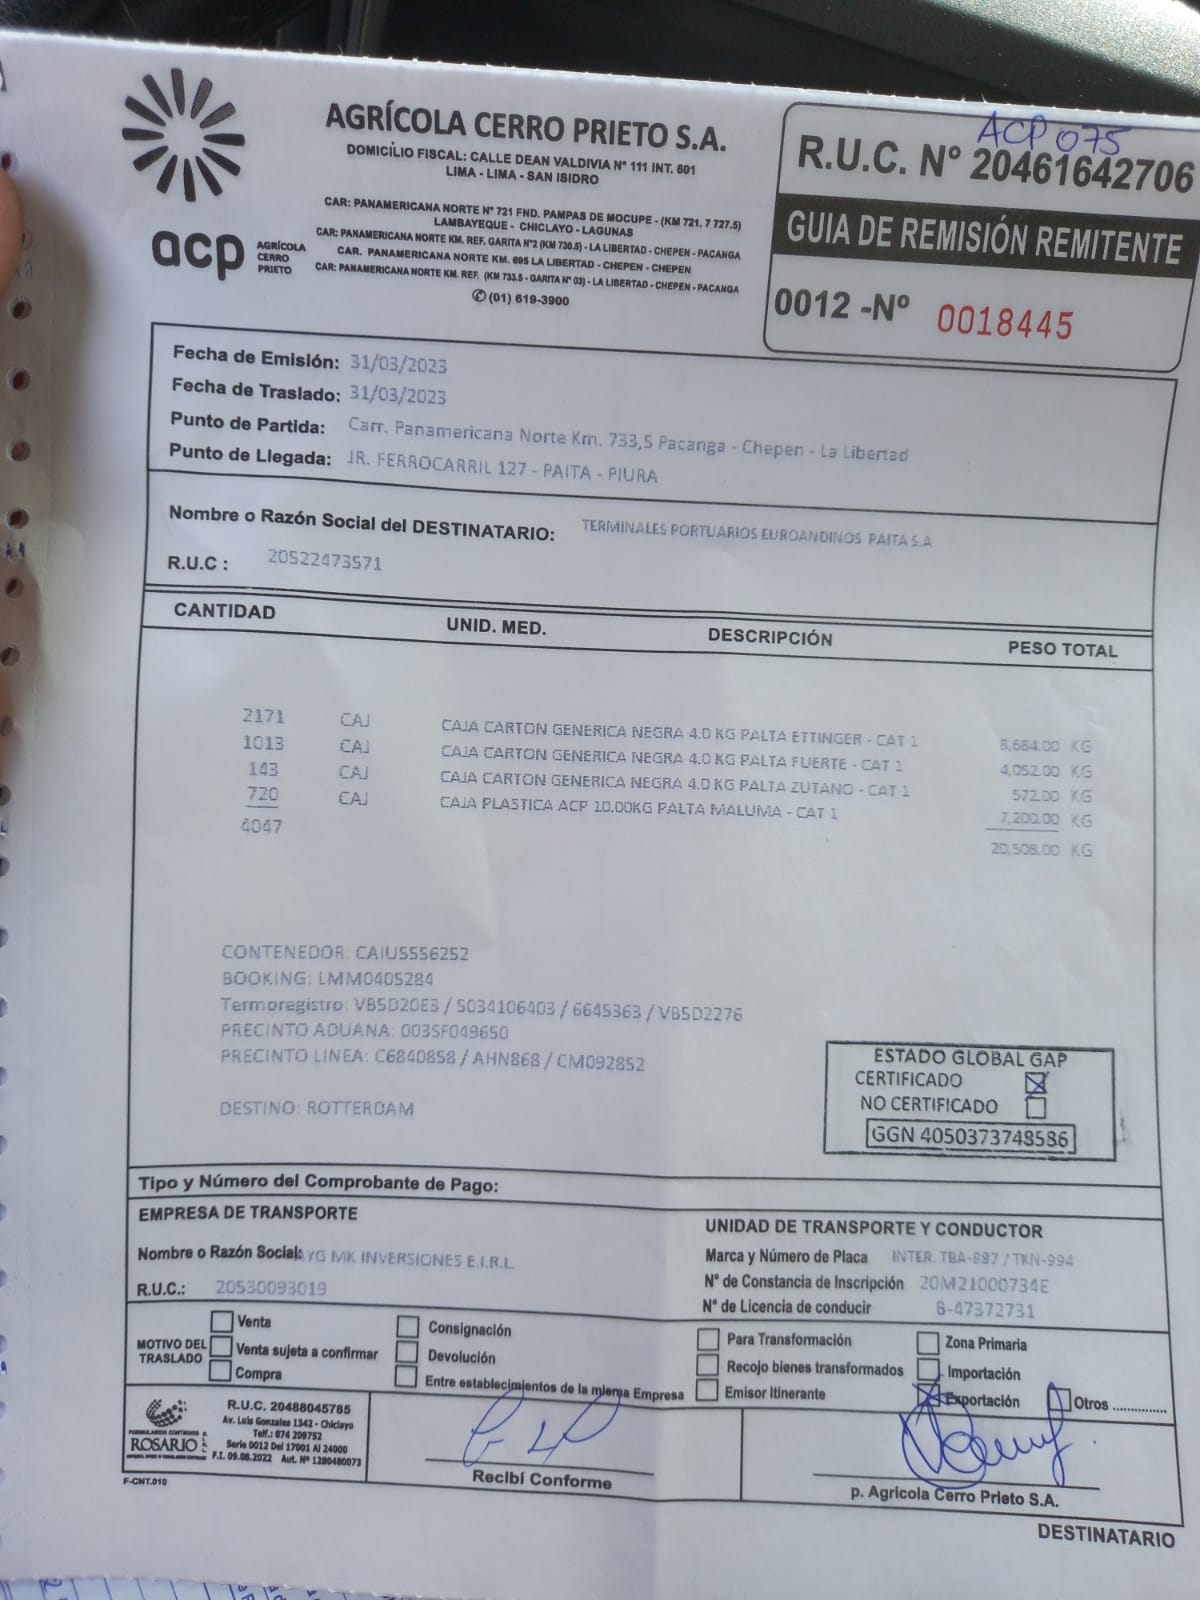 ACP 075
AGRÍCOLA CERRO PRIETO S.A.
DOMICILIO FISCAL: CALLE DEAN VALDIVIA N° 111 INT. 601
LIMA - LIMA - SAN ISIDRO
CAR: PANAMERICANA NORTE N° 721 FND. PAMPAS DE MOCUPE - (KM 721. 7 727.5)
LAMBAYEQUE - CHICLAYO - LAGUNAS
CAR: PANAMERICANA NORTE KM. REF. GARITA N°2 (KM 730.5) - LA LIBERTAD - CHEPEN - PACANGA
CAR. PANAMERICANA NORTE KM. 695 LA LIBERTAD - CHEPEN - CHEPEN
CAR: PANAMERICANA NORTE KM. REF. (KM 733.5 - GARITA N° 03) - LA LIBERTAD - CHEPEN - PACANGA
✆ (01) 619-3900
acp AGRÍCOLA
CERRO
PRIETO
R.U.C. N° 20461642706
GUIA DE REMISIÓN REMITENTE
0012 -N° 0018445
Fecha de Emisión: 31/03/2023
Fecha de Traslado: 31/03/2023
Punto de Partida: Carr. Panamericana Norte Km. 733,5 Pacanga - Chepen - La Libertad
Punto de Llegada: JR. FERROCARRIL 127 - PAITA - PIURA
Nombre o Razón Social del DESTINATARIO: TERMINALES PORTUARIOS EUROANDINOS PAITA S.A
R.U.C : 20522473571
CANTIDAD UNID. MED. DESCRIPCIÓN PESO TOTAL
2171 CAJ CAJA CARTON GENERICA NEGRA 4.0 KG PALTA ETTINGER - CAT 1 8,684.00 KG
1013 CAJ CAJA CARTON GENERICA NEGRA 4.0 KG PALTA FUERTE - CAT 1 4,052.00 KG
143 CAJ CAJA CARTON GENERICA NEGRA 4.0 KG PALTA ZUTANO - CAT 1 572.00 KG
720 CAJ CAJA PLASTICA ACP 10.00KG PALTA MALUMA - CAT 1 7,200.00 KG
4047 20,508.00 KG
CONTENEDOR: CAIU5556252
BOOKING: LMM0405284
Termoregistro: VB5D20E3 / 5034106403 / 6645363 / VB5D2276
PRECINTO ADUANA: 003SF049650
PRECINTO LINEA: C6840858 / AHN868 / CM092852
DESTINO: ROTTERDAM
ESTADO GLOBAL GAP
CERTIFICADO
NO CERTIFICADO
GGN 4050373748586
Tipo y Número del Comprobante de Pago:
EMPRESA DE TRANSPORTE
Nombre o Razón Social: AYG MK INVERSIONES E.I.R.L.
R.U.C.: 20530093019
UNIDAD DE TRANSPORTE Y CONDUCTOR
Marca y Número de Placa INTER. TBA-887 / TKN-994
N° de Constancia de Inscripción 20M21000734E
N° de Licencia de conducir B-47372731
MOTIVO DEL TRASLADO
Venta
Venta sujeta a confirmar
Compra
Consignación
Devolución
Entre establecimientos de la misma Empresa
Para Transformación
Recojo bienes transformados
Emisor Itinerante
Zona Primaria
Importación
Exportación
Otros ..............
FORMULARIOS CONTINUOS
ROSARIO
R.U.C. 20488045785
Av. Luis Gonzales 1342 - Chiclayo
Telf.: 074 209752
Serie 0012 Del 17001 Al 24000
F.I. 09.08.2022 Aut. N° 1280480073
F-CNT.010
Recibí Conforme
p. Agrícola Cerro Prieto S.A.
DESTINATARIO